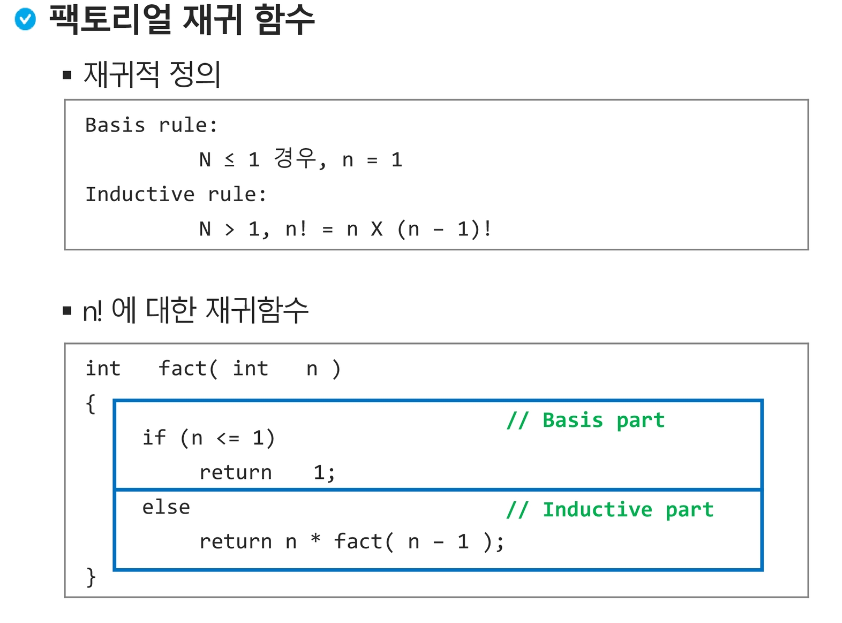 팩토리얼 재귀 함수
▪ 재귀적 정의
Basis rule:
N ≤ 1 경우, n = 1
Inductive rule:
N > 1, n! = n X (n – 1)!
▪ n! 에 대한 재귀함수
int fact( int n )
{
// Basis part
if (n <= 1)
return 1;
else // Inductive part
return n * fact( n – 1 );
}